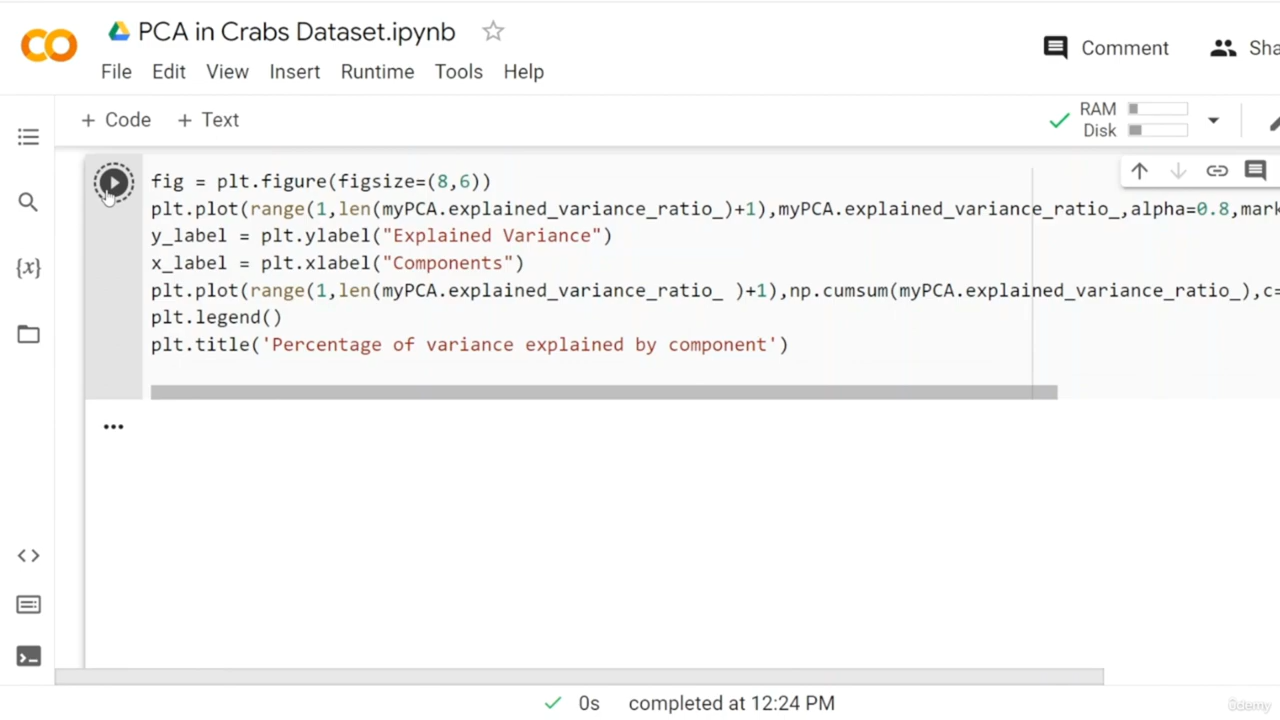 PCA in Crabs Dataset.ipynb
Comment
Sha
File Edit View Insert Runtime Tools Help
+ Code + Text
RAM
Disk
fig = plt.figure(figsize=(8,6))
plt.plot(range(1,len(myPCA.explained_variance_ratio_)+1),myPCA.explained_variance_ratio_,alpha=0.8,mark
y_label = plt.ylabel("Explained Variance")
x_label = plt.xlabel("Components")
plt.plot(range(1,len(myPCA.explained_variance_ratio_ )+1),np.cumsum(myPCA.explained_variance_ratio_),c=
plt.legend()
plt.title('Percentage of variance explained by component')
0s completed at 12:24 PM
ûdemy